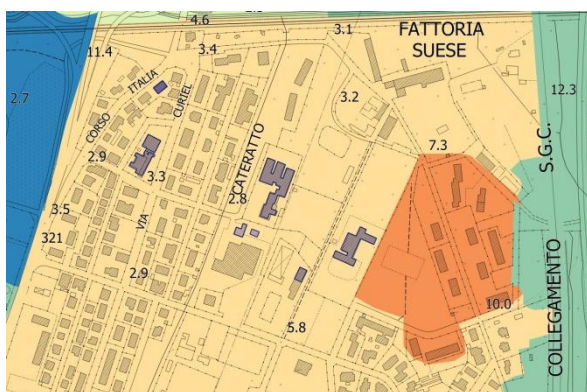 4.6
3.1
FATTORIA
SUESE
11.4
3.4
ITALIA
CURIEL
CORSO
2.7
3.2
12.3
S.G.C.
7.3
2.9
3.3
CATERATTO
2.8
3.5
VIA
321
2.9
COLLEGAMENTO
10.0
5.8